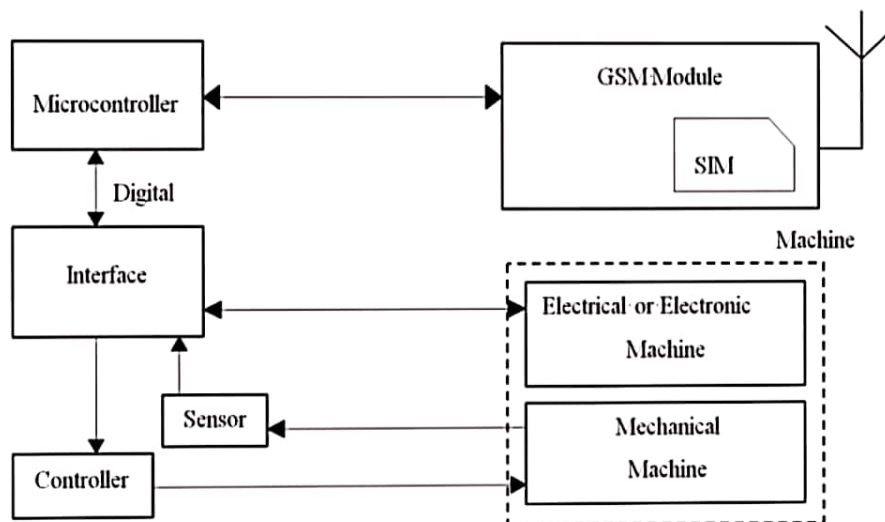 GSM Module
Microcontroller
SIM
Digital
Machine
Interface
Electrical or Electronic
Machine
Sensor
Mechanical
Machine
Controller